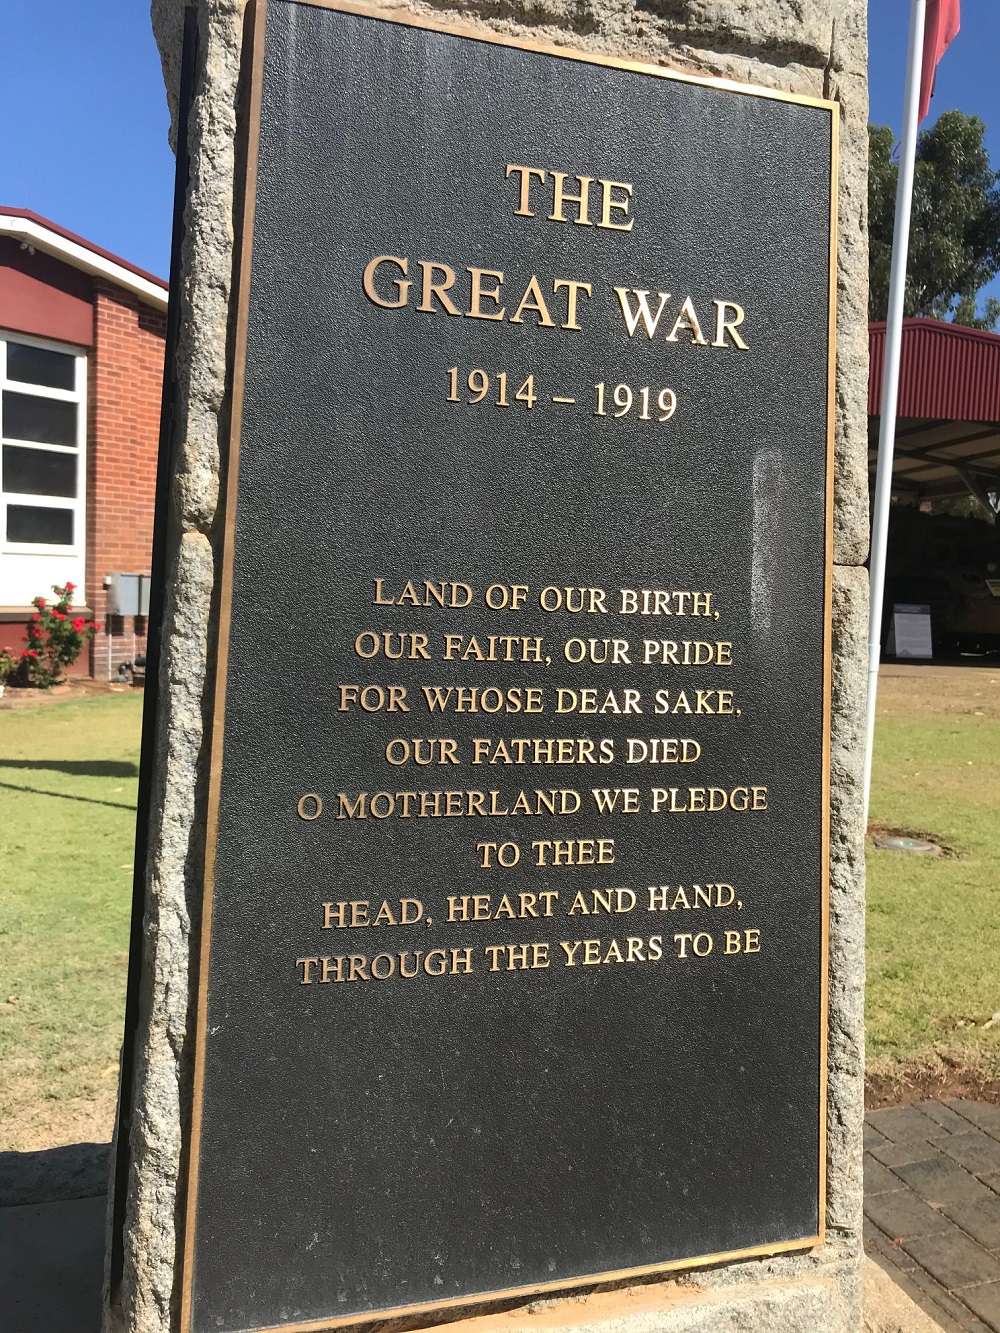 THE
GREAT WAR
1914 – 1919
LAND OF OUR BIRTH,
OUR FAITH, OUR PRIDE
FOR WHOSE DEAR SAKE,
OUR FATHERS DIED
O MOTHERLAND WE PLEDGE
TO THEE
HEAD, HEART AND HAND,
THROUGH THE YEARS TO BE